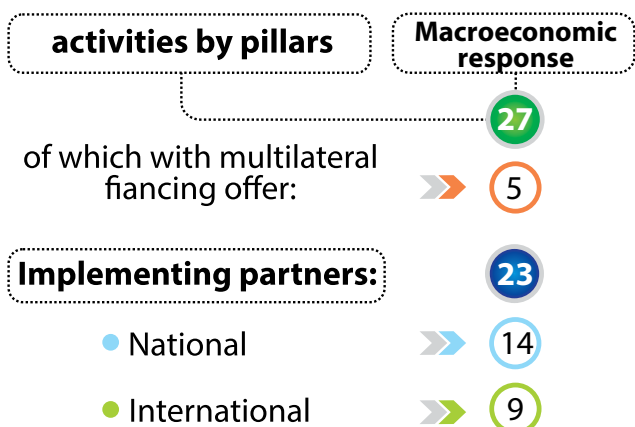 activities by pillars
Macroeconomic
response
27
of which with multilateral
fiancing offer:
5
Implementing partners:
23
National
14
International
9